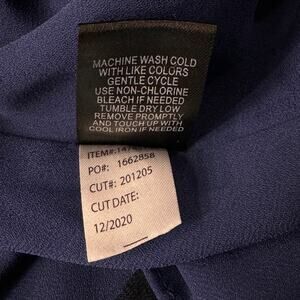 MACHINE WASH COLD
WITH LIKE COLORS
GENTLE CYCLE
USE NON-CHLORINE
BLEACH IF NEEDED
TUMBLE DRY LOW
REMOVE PROMPTLY
AND TOUCH UP WITH
COOL IRON IF NEEDED
ITEM#:
PO#: 1662858
CUT#: 201205
CUT DATE:
12/2020